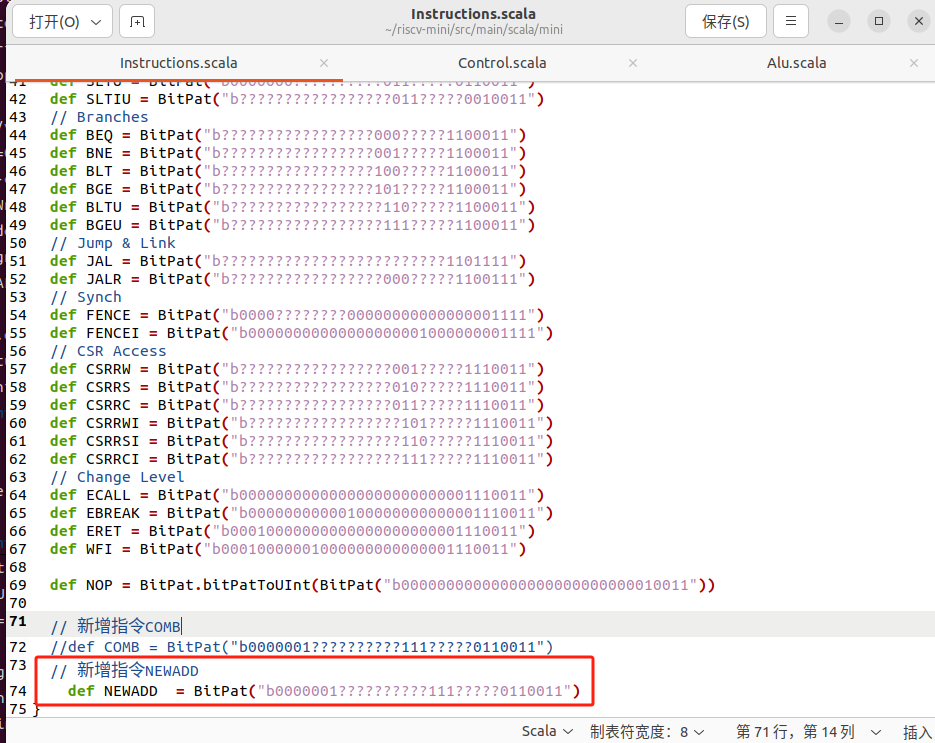 打开(O)
Instructions.scala
~/riscv-mini/src/main/scala/mini
保存(S)
Instructions.scala
Control.scala
Alu.scala
42 def SLTIU = BitPat("b?????????????????011?????0010011")
43 // Branches
44 def BEQ = BitPat("b?????????????????000?????1100011")
45 def BNE = BitPat("b?????????????????001?????1100011")
46 def BLT = BitPat("b?????????????????100?????1100011")
47 def BGE = BitPat("b?????????????????101?????1100011")
48 def BLTU = BitPat("b?????????????????110?????1100011")
49 def BGEU = BitPat("b?????????????????111?????1100011")
50 // Jump & Link
51 def JAL = BitPat("b?????????????????????????1101111")
52 def JALR = BitPat("b?????????????????000?????1100111")
53 // Synch
54 def FENCE = BitPat("b0000????????00000000000000001111")
55 def FENCEI = BitPat("b00000000000000000001000000001111")
56 // CSR Access
57 def CSRRW = BitPat("b?????????????????001?????1110011")
58 def CSRRS = BitPat("b?????????????????010?????1110011")
59 def CSRRC = BitPat("b?????????????????011?????1110011")
60 def CSRRWI = BitPat("b?????????????????101?????1110011")
61 def CSRRSI = BitPat("b?????????????????110?????1110011")
62 def CSRRCI = BitPat("b?????????????????111?????1110011")
63 // Change Level
64 def ECALL = BitPat("b00000000000000000000000001110011")
65 def EBREAK = BitPat("b00000000000100000000000001110011")
66 def ERET = BitPat("b00010000000000000000000001110011")
67 def WFI = BitPat("b00010000001000000000000001110011")
68
69 def NOP = BitPat.bitPatToUInt(BitPat("b00000000000000000000000000010011"))
70
71 // 新增指令COMB
72 //def COMB = BitPat("b0000001??????????111?????0110011")
73 // 新增指令NEWADD
74 def NEWADD = BitPat("b0000001??????????111?????0110011")
75 }
Scala 制表符宽度：8 第 71 行，第 14 列 插入